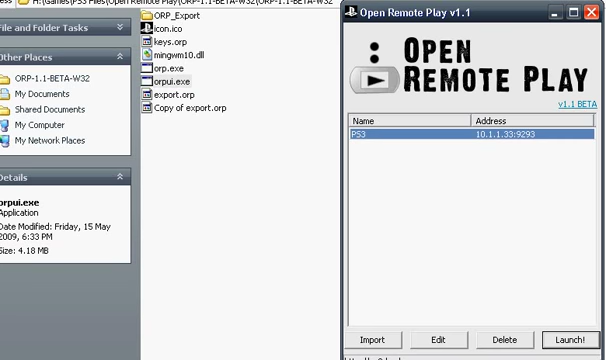 H:\Games\PS3 Files\Open Remote Play\ORP-1.1-BETA-W32\ORP-1.1-BETA-W32
File and Folder Tasks
Other Places
ORP-1.1-BETA-W32
My Documents
Shared Documents
My Computer
My Network Places
Details
orpui.exe
Application
Date Modified: Friday, 15 May
2009, 6:33 PM
Size: 4.18 MB
ORP_Export
icon.ico
keys.orp
mingwm10.dll
orp.exe
orpui.exe
export.orp
Copy of export.orp
Open Remote Play v1.1
OPEN
REMOTE PLAY
v1.1 BETA
Name Address
PS3 10.1.1.33:9293
Import Edit Delete Launch!